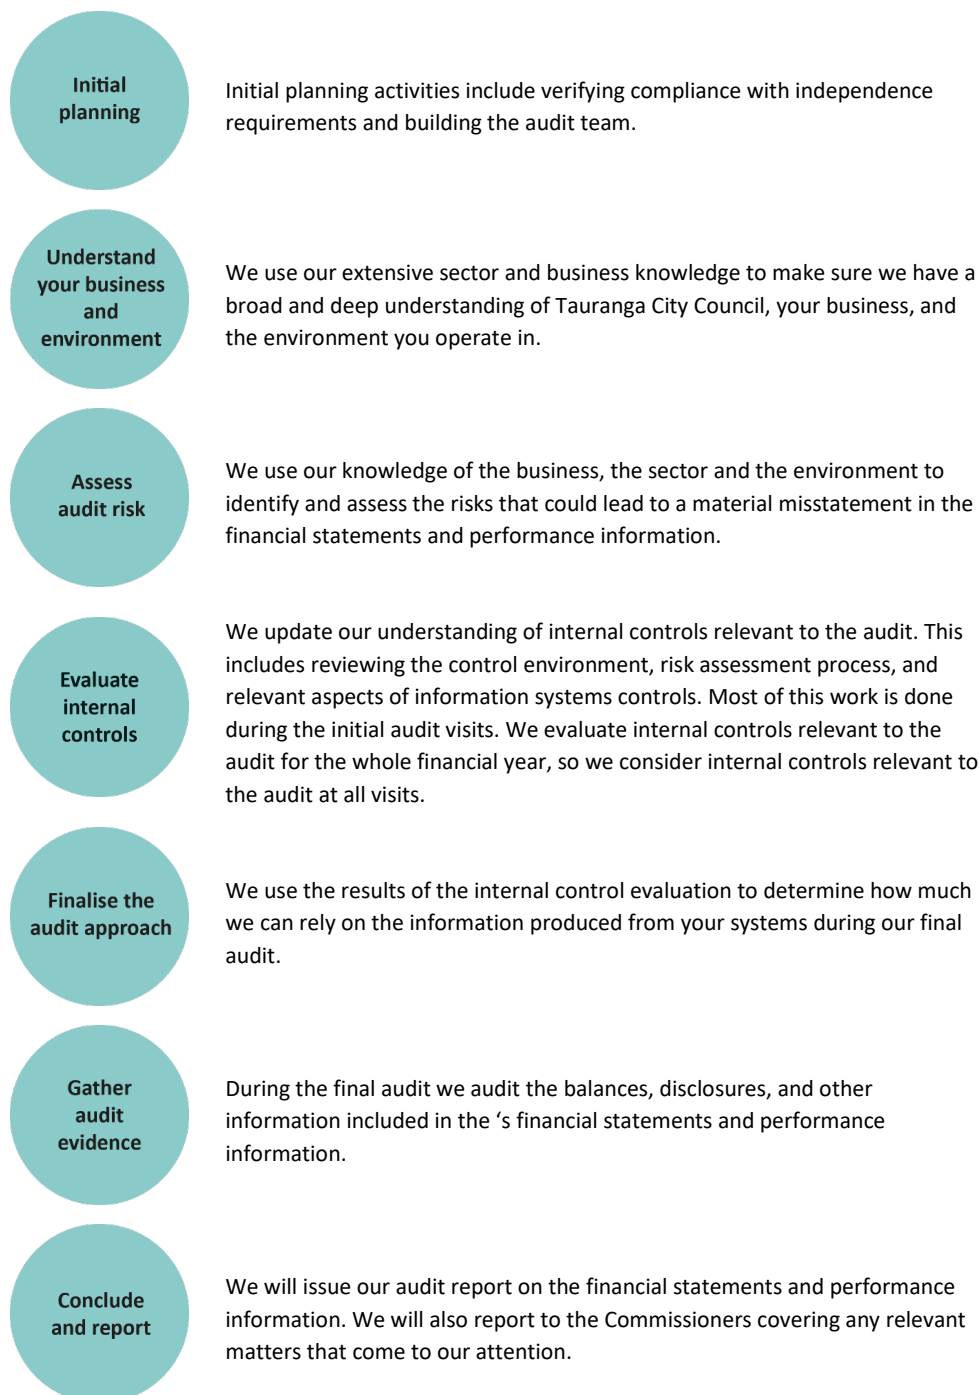 Initial
planning
Initial planning activities include verifying compliance with independence
requirements and building the audit team.
Understand
your business
and
environment
We use our extensive sector and business knowledge to make sure we have a
broad and deep understanding of Tauranga City Council, your business, and
the environment you operate in.
Assess
audit risk
We use our knowledge of the business, the sector and the environment to
identify and assess the risks that could lead to a material misstatement in the
financial statements and performance information.
Evaluate
internal
controls
We update our understanding of internal controls relevant to the audit. This
includes reviewing the control environment, risk assessment process, and
relevant aspects of information systems controls. Most of this work is done
during the initial audit visits. We evaluate internal controls relevant to the
audit for the whole financial year, so we consider internal controls relevant to
the audit at all visits.
Finalise the
audit approach
We use the results of the internal control evaluation to determine how much
we can rely on the information produced from your systems during our final
audit.
Gather
audit
evidence
During the final audit we audit the balances, disclosures, and other
information included in the ‘s financial statements and performance
information.
Conclude
and report
We will issue our audit report on the financial statements and performance
information. We will also report to the Commissioners covering any relevant
matters that come to our attention.